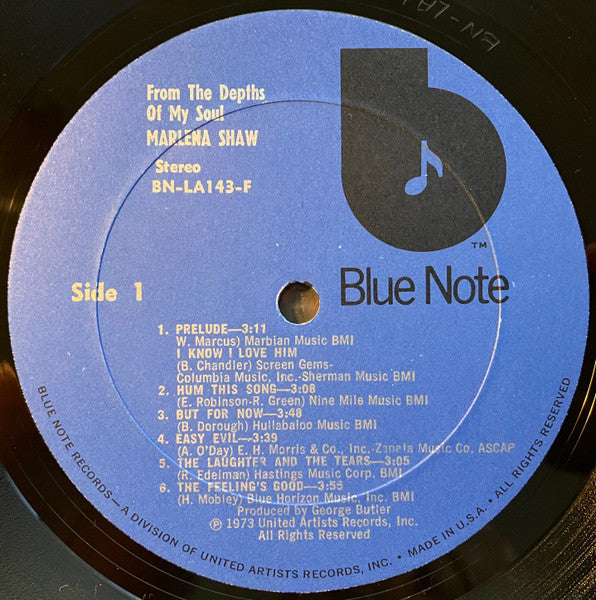 BN-LA1
From The Depths
Of My Soul
MARLENA SHAW
Stereo
BN-LA143-F
b
TM
Blue Note
Side 1
1. PRELUDE—3:11
W. Marcus) Marbian Music BMI
I KNOW I LOVE HIM
(B. Chandler) Screen Gems-
Columbia Music, Inc.-Sherman Music BMI
2. HUM THIS SONG—3:08
(E. Robinson-R. Green) Nine Mile Music BMI
3. BUT FOR NOW—3:48
(B. Dorough) Hullabaloo Music BMI
4. EASY EVIL—3:39
(A. O'Day) E. H. Morris & Co., Inc.-Zapata Music Co. ASCAP
5. THE LAUGHTER AND THE TEARS—3:05
(R. Edelman) Hastings Music Corp. BMI
6. THE FEELING'S GOOD—3:55
(H. Mobley) Blue Horizon Music, Inc. BMI
Produced by George Butler
℗ 1973 United Artists Records, Inc.
All Rights Reserved
BLUE NOTE RECORDS—A DIVISION OF UNITED ARTISTS RECORDS, INC. • MADE IN U.S.A. • ALL RIGHTS RESERVED